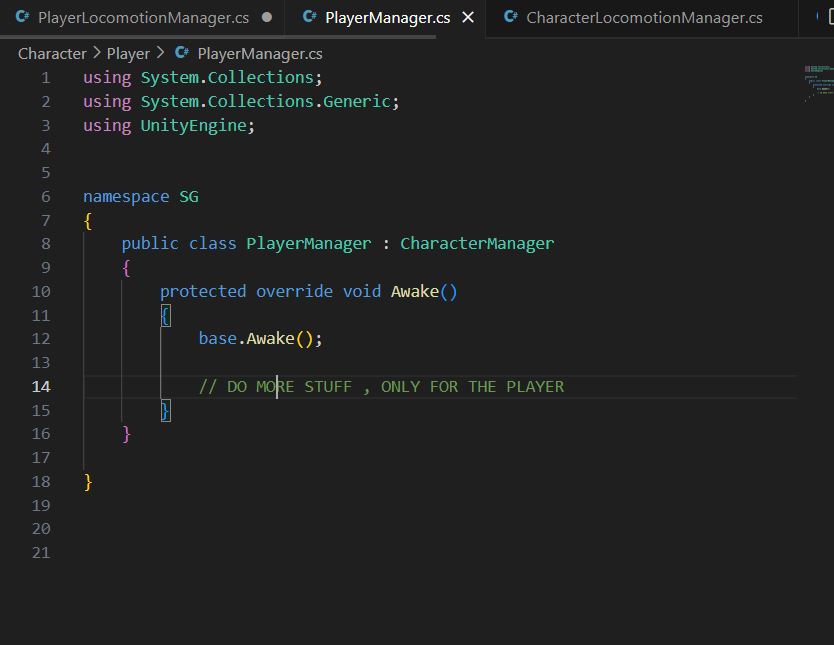 PlayerLocomotionManager.cs
PlayerManager.cs
CharacterLocomotionManager.cs
Character > Player > PlayerManager.cs
1 using System.Collections;
2 using System.Collections.Generic;
3 using UnityEngine;
4
5
6 namespace SG
7 {
8 public class PlayerManager : CharacterManager
9 {
10 protected override void Awake()
11 {
12 base.Awake();
13
14 // DO MORE STUFF , ONLY FOR THE PLAYER
15 }
16 }
17
18 }
19
20
21